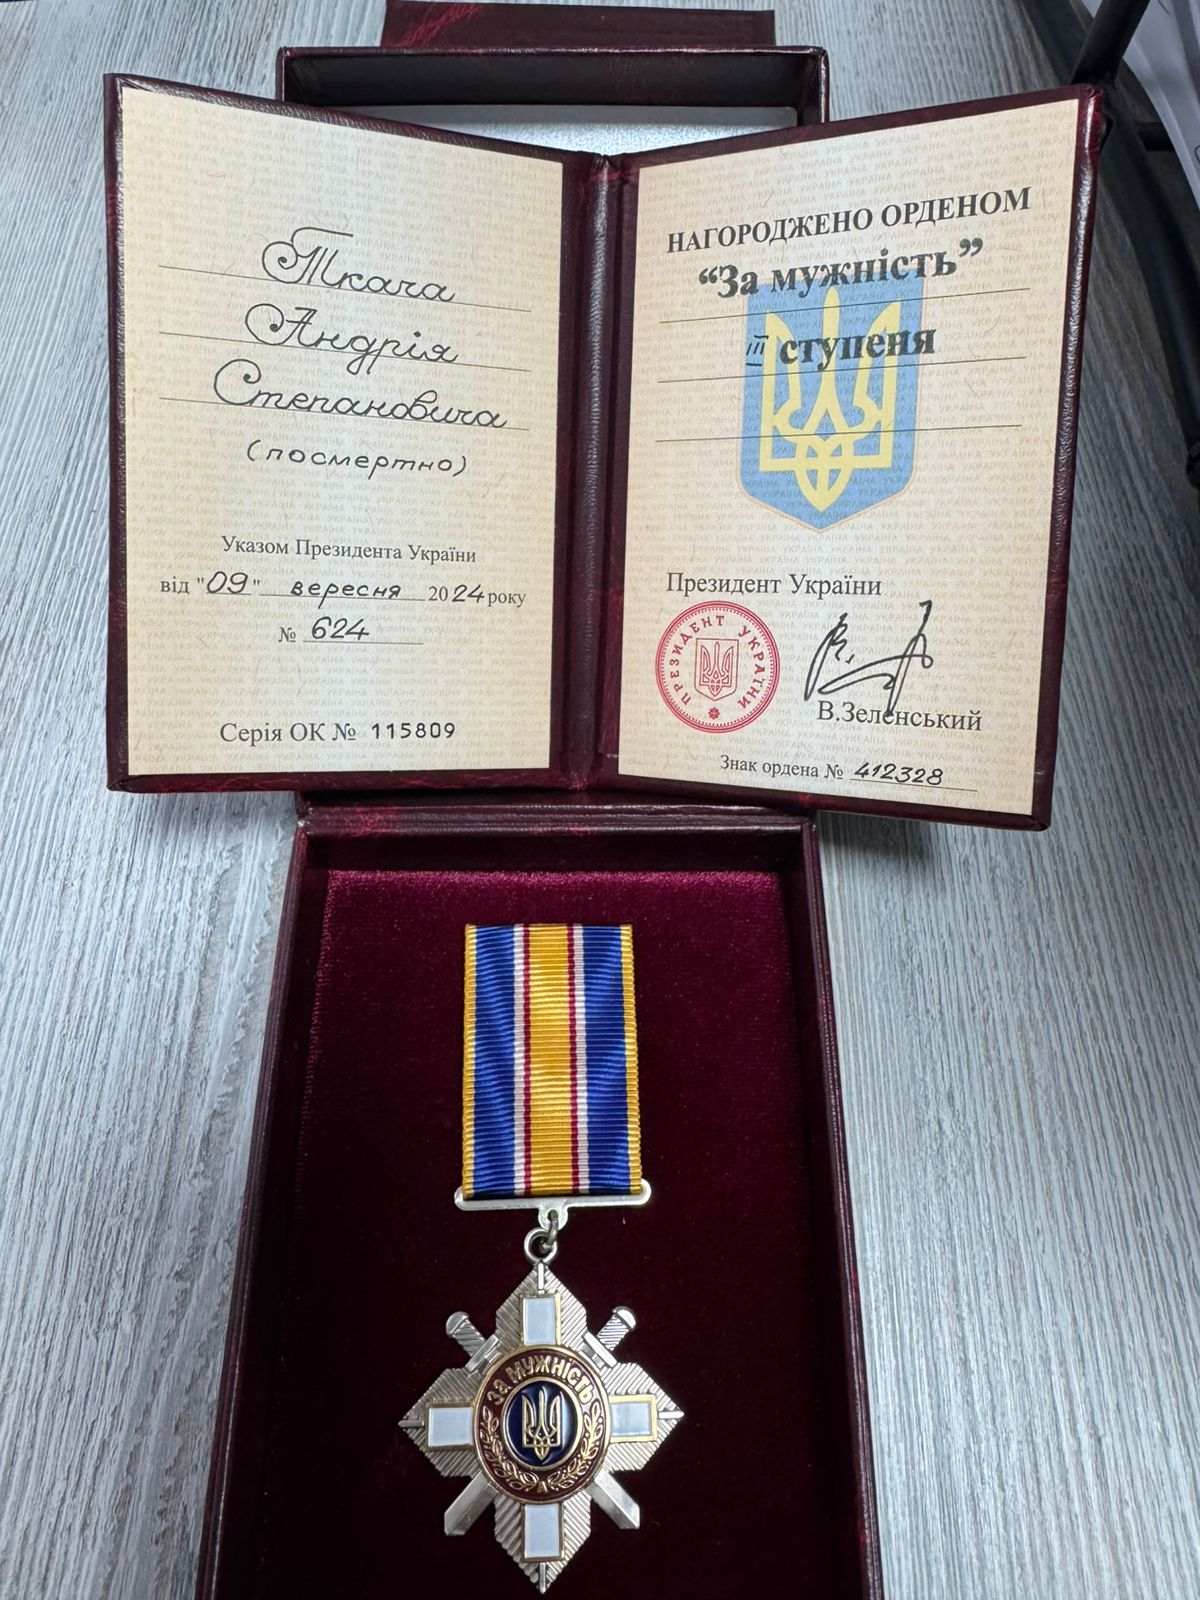 Ткача
Андрія
Степановича
(посмертно)
Указом Президента України
від "09" вересня 2024 року
№ 624
Серія ОК № 115809
НАГОРОДЖЕНО ОРДЕНОМ
“За мужність”
III ступеня
Президент України
ПРЕЗИДЕНТ УКРАЇНИ
В.Зеленський
Знак ордена № 412328
ЗА МУЖНІСТЬ